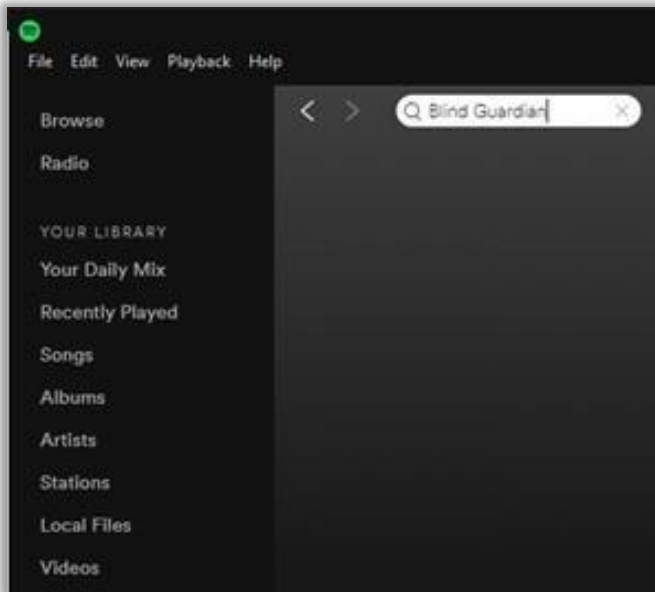 File Edit View Playback Help
Blind Guardian
Browse
Radio
YOUR LIBRARY
Your Daily Mix
Recently Played
Songs
Albums
Artists
Stations
Local Files
Videos